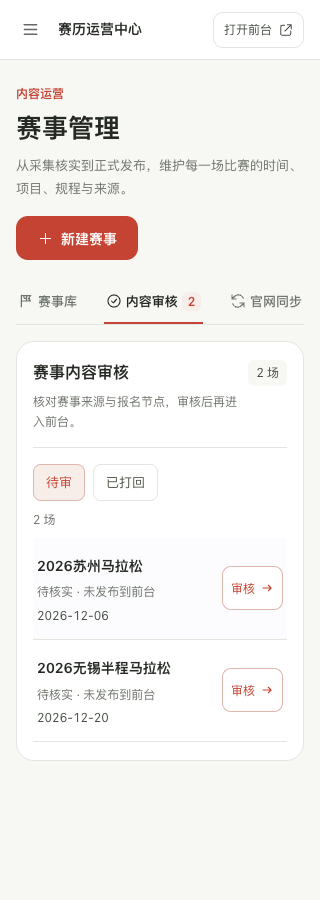 赛历运营中心
打开前台
内容运营
赛事管理
从采集核实到正式发布，维护每一场比赛的时间、
项目、规程与来源。
新建赛事
赛事库
内容审核 2
官网同步
赛事内容审核
2 场
核对赛事来源与报名节点，审核后再进
入前台。
待审
已打回
2 场
2026苏州马拉松
待核实 · 未发布到前台
2026-12-06
审核 →
2026无锡半程马拉松
待核实 · 未发布到前台
2026-12-20
审核 →